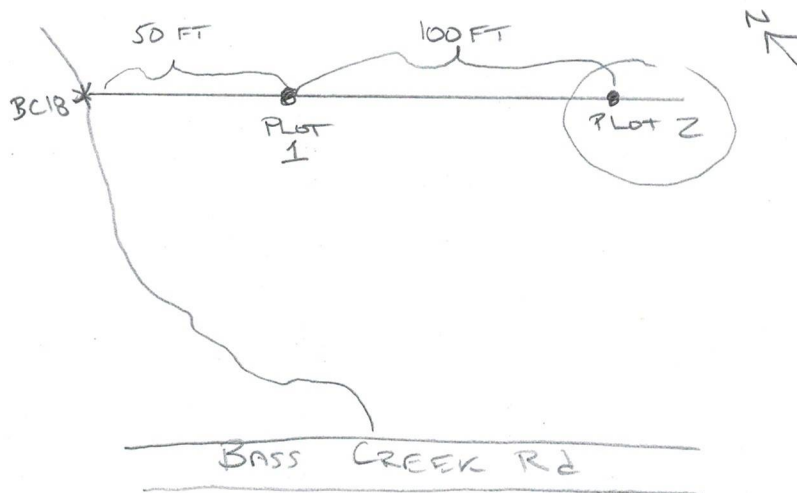 50 FT
100 FT
N
BC18
PLOT
1
PLOT 2
BASS CREEK Rd